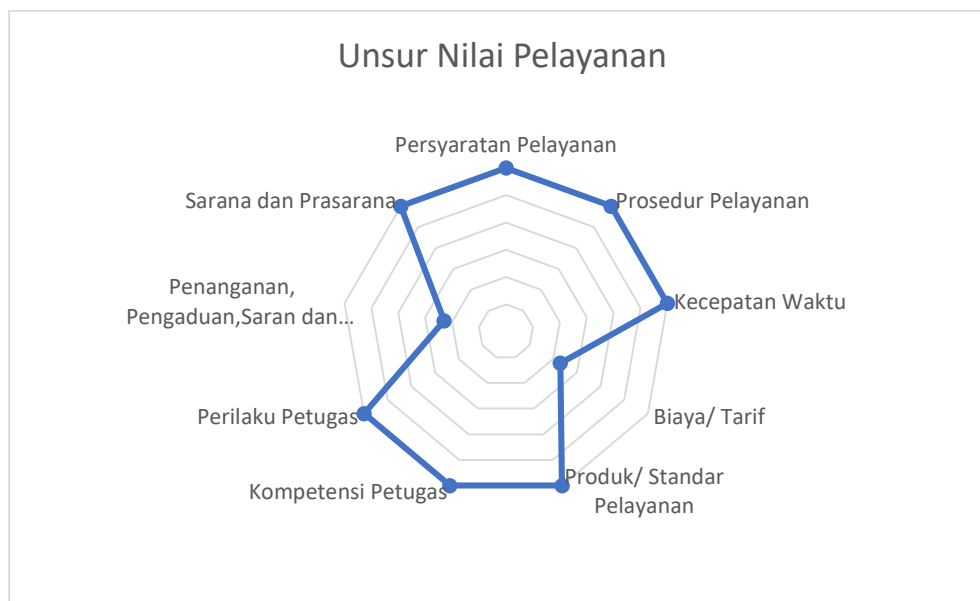 Unsur Nilai Pelayanan
Persyaratan Pelayanan
Prosedur Pelayanan
Kecepatan Waktu
Biaya/ Tarif
Produk/ Standar
Pelayanan
Kompetensi Petugas
Perilaku Petugas
Penanganan,
Pengaduan,Saran dan...
Sarana dan Prasarana